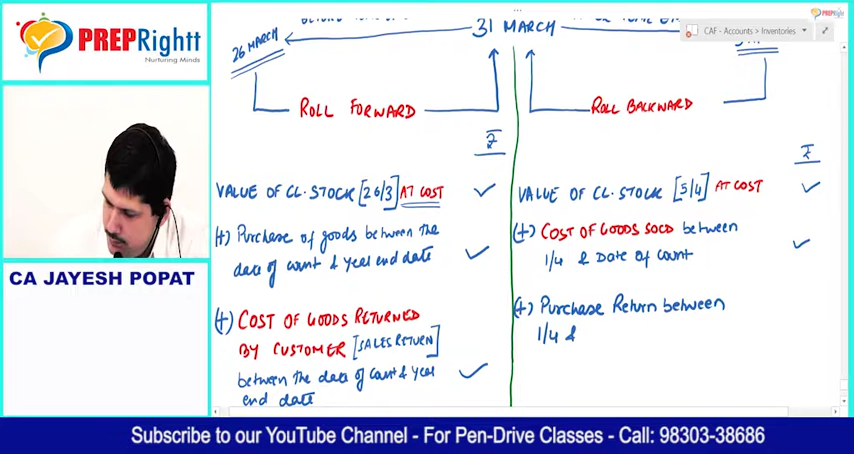 PREPRightt
Nurturing Minds
31 MARCH
26 MARCH
CAF - Accounts > Inventories
PREPRightt
ROLL FORWARD
ROLL BACKWARD
₹
₹
VALUE OF CL. STOCK [26/3] AT COST
(+) Purchase of goods between the
date of count & year end date
(+) COST OF GOODS RETURNED
BY CUSTOMER [SALES RETURN]
between the date of count & year
end date
VALUE OF CL. STOCK [5/4] AT COST
(+) COST OF GOODS SOLD between
1/4 & Date of Count
(+) Purchase Return between
1/4 &
CA JAYESH POPAT
Subscribe to our YouTube Channel - For Pen-Drive Classes - Call: 98303-38686